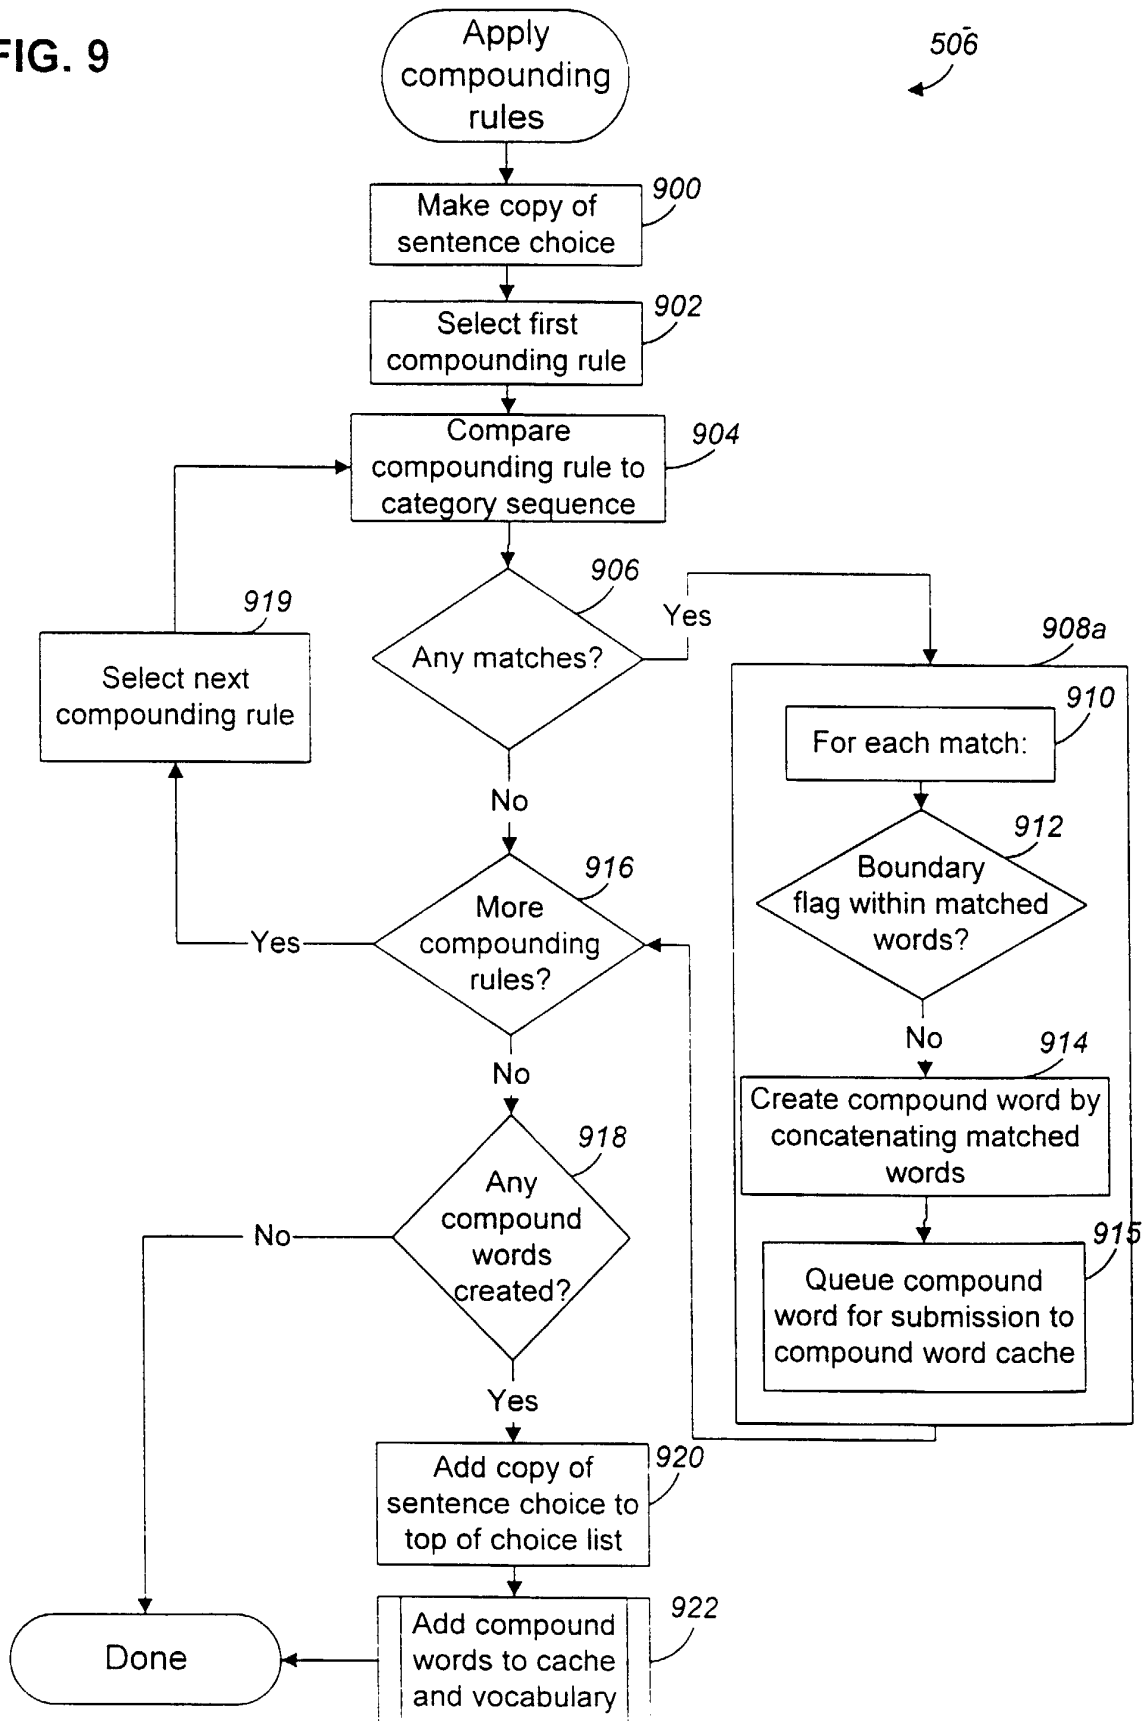 FIG. 9
506
Apply
compounding
rules
900
Make copy of
sentence choice
902
Select first
compounding rule
904
Compare
compounding rule to
category sequence
906
Any matches?
Yes
No
919
Select next
compounding rule
908a
910
For each match:
912
Boundary
flag within matched
words?
No
914
Create compound word by
concatenating matched
words
915
Queue compound
word for submission to
compound word cache
916
More
compounding
rules?
Yes
No
918
Any
compound
words
created?
No
Yes
920
Add copy of
sentence choice to
top of choice list
922
Add compound
words to cache
and vocabulary
Done